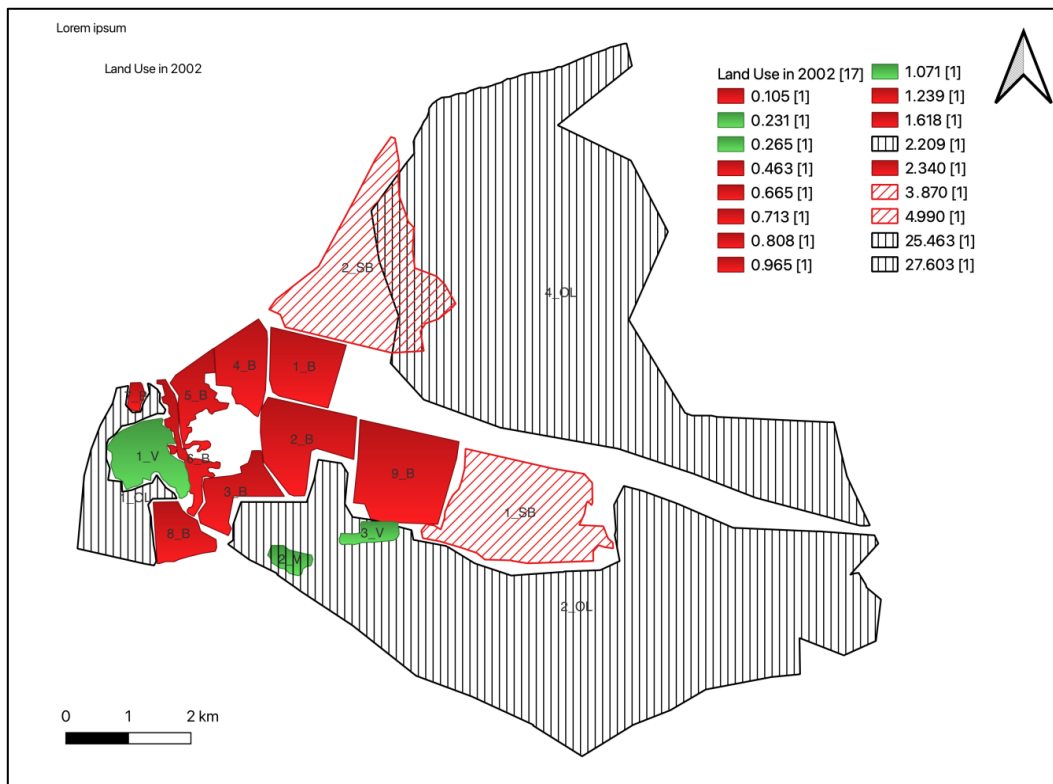 Lorem ipsum
Land Use in 2002
Land Use in 2002 [17]
0.105 [1]
0.231 [1]
0.265 [1]
0.463 [1]
0.665 [1]
0.713 [1]
0.808 [1]
0.965 [1]
1.071 [1]
1.239 [1]
1.618 [1]
2.209 [1]
2.340 [1]
3.870 [1]
4.990 [1]
25.463 [1]
27.603 [1]
2_SB
4_OL
4_B
1_B
5_B
2_B
1_V
6_B
9_B
3_B
1_OL
1_SB
8_B
3_V
2_V
2_OL
0 1 2 km